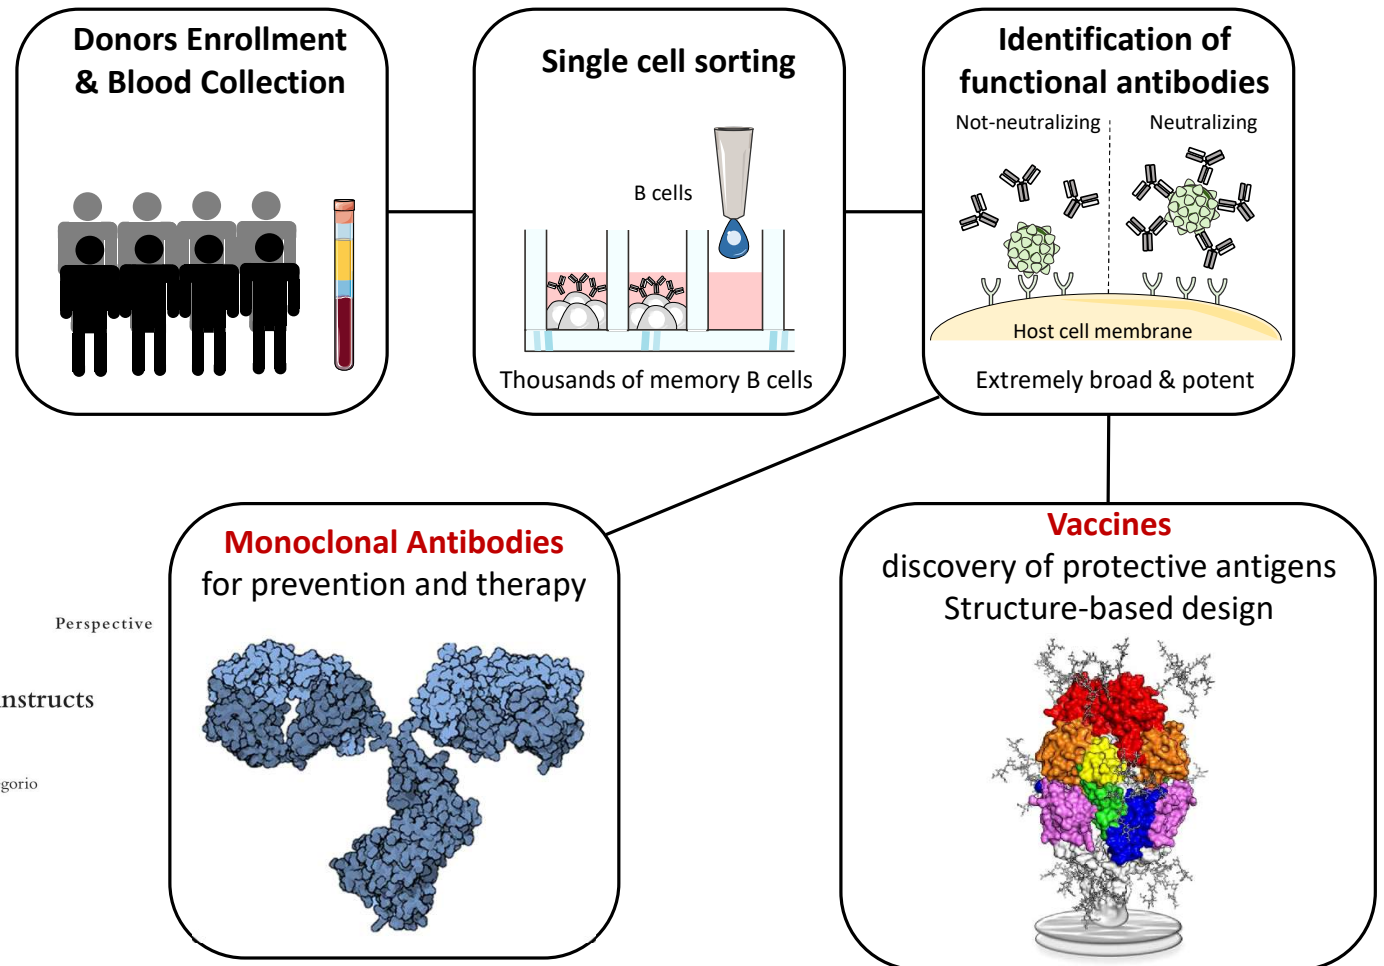 Donors Enrollment
& Blood Collection
Single cell sorting
B cells
Thousands of memory B cells
Identification of
functional antibodies
Not-neutralizing
Neutralizing
Host cell membrane
Extremely broad & potent
Monoclonal Antibodies
for prevention and therapy
Vaccines
discovery of protective antigens
Structure-based design
Perspective